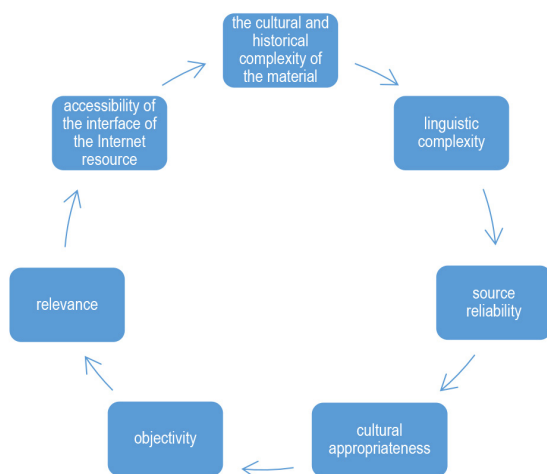 the cultural and
historical
complexity of
the material
linguistic
complexity
source
reliability
cultural
appropriateness
objectivity
relevance
accessibility of
the interface of
the Internet
resource